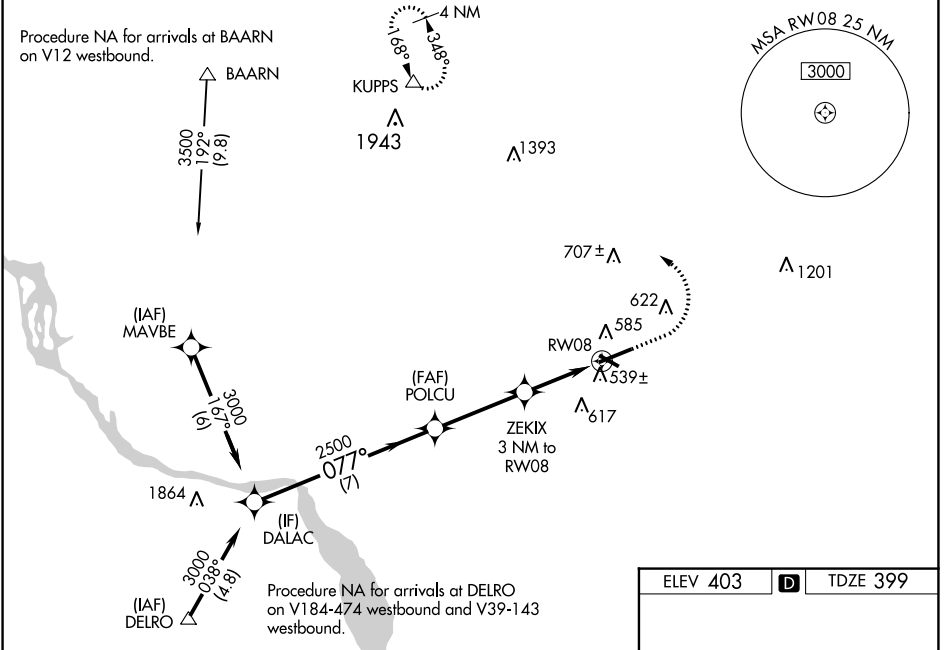 Procedure NA for arrivals at BAARN
on V12 westbound.
BAARN
3500
192°
(9.8)
4 NM
168°
348°
KUPPS
1943
1393
MSA RW08 25 NM
3000
707±
1201
622
585
RW08
539±
617
(IAF)
MAVBE
3000
167°
(6)
(FAF)
POLCU
ZEKIX
3 NM to
RW08
2500
077°
(7)
1864
(IF)
DALAC
3000
038°
(4.8)
(IAF)
DELRO
Procedure NA for arrivals at DELRO
on V184-474 westbound and V39-143
westbound.
ELEV 403
D
TDZE 399